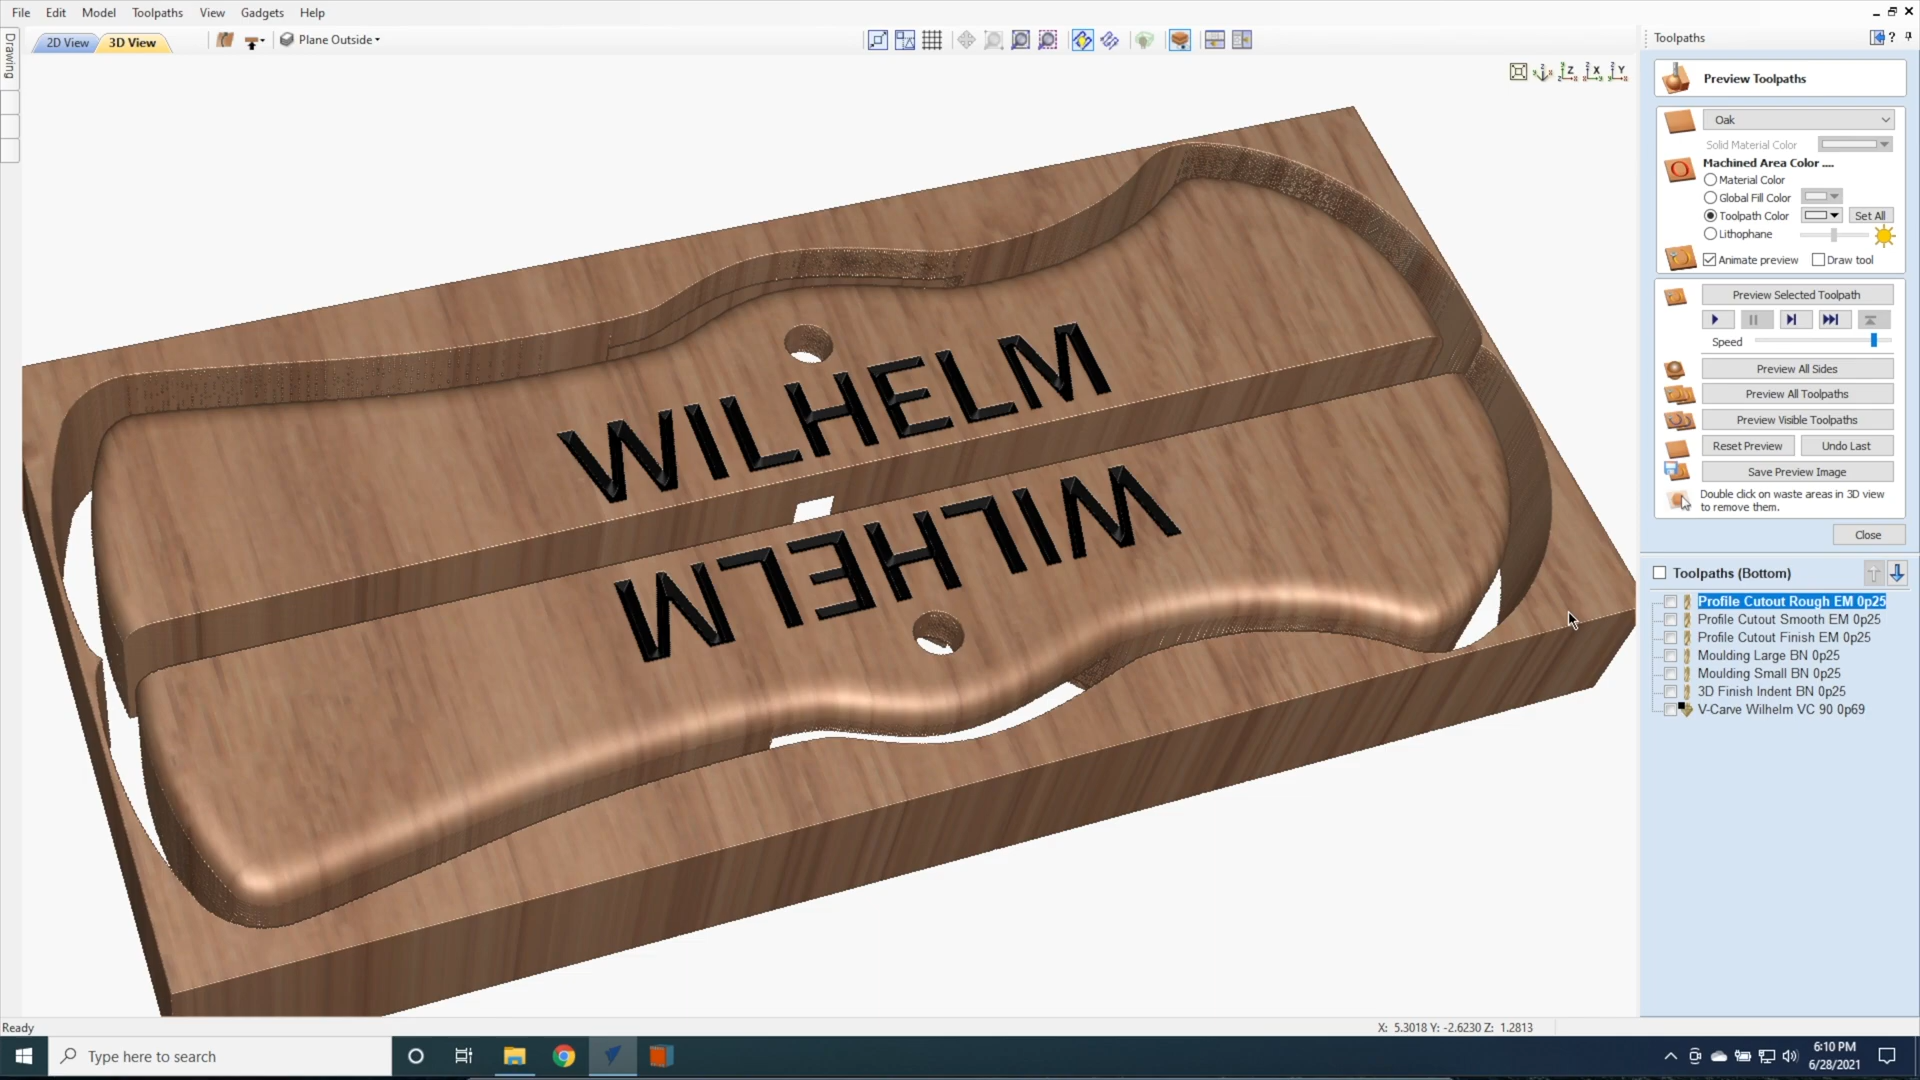 File Edit Model Toolpaths View Gadgets Help
2D View 3D View Plane Outside
Drawing
Z X Y
WILHELM
WILHELM
Toolpaths
Preview Toolpaths
Oak
Solid Material Color
Machined Area Color ....
Material Color
Global Fill Color
Toolpath Color Set All
Lithophane
Animate preview Draw tool
Preview Selected Toolpath
Speed
Preview All Sides
Preview All Toolpaths
Preview Visible Toolpaths
Reset Preview Undo Last
Save Preview Image
Double click on waste areas in 3D view
to remove them.
Close
Toolpaths (Bottom)
Profile Cutout Rough EM 0p25
Profile Cutout Smooth EM 0p25
Profile Cutout Finish EM 0p25
Moulding Large BN 0p25
Moulding Small BN 0p25
3D Finish Indent BN 0p25
V-Carve Wilhelm VC 90 0p69
Ready
X: 5.3018 Y: -2.6230 Z: 1.2813
Type here to search
6:10 PM
6/28/2021